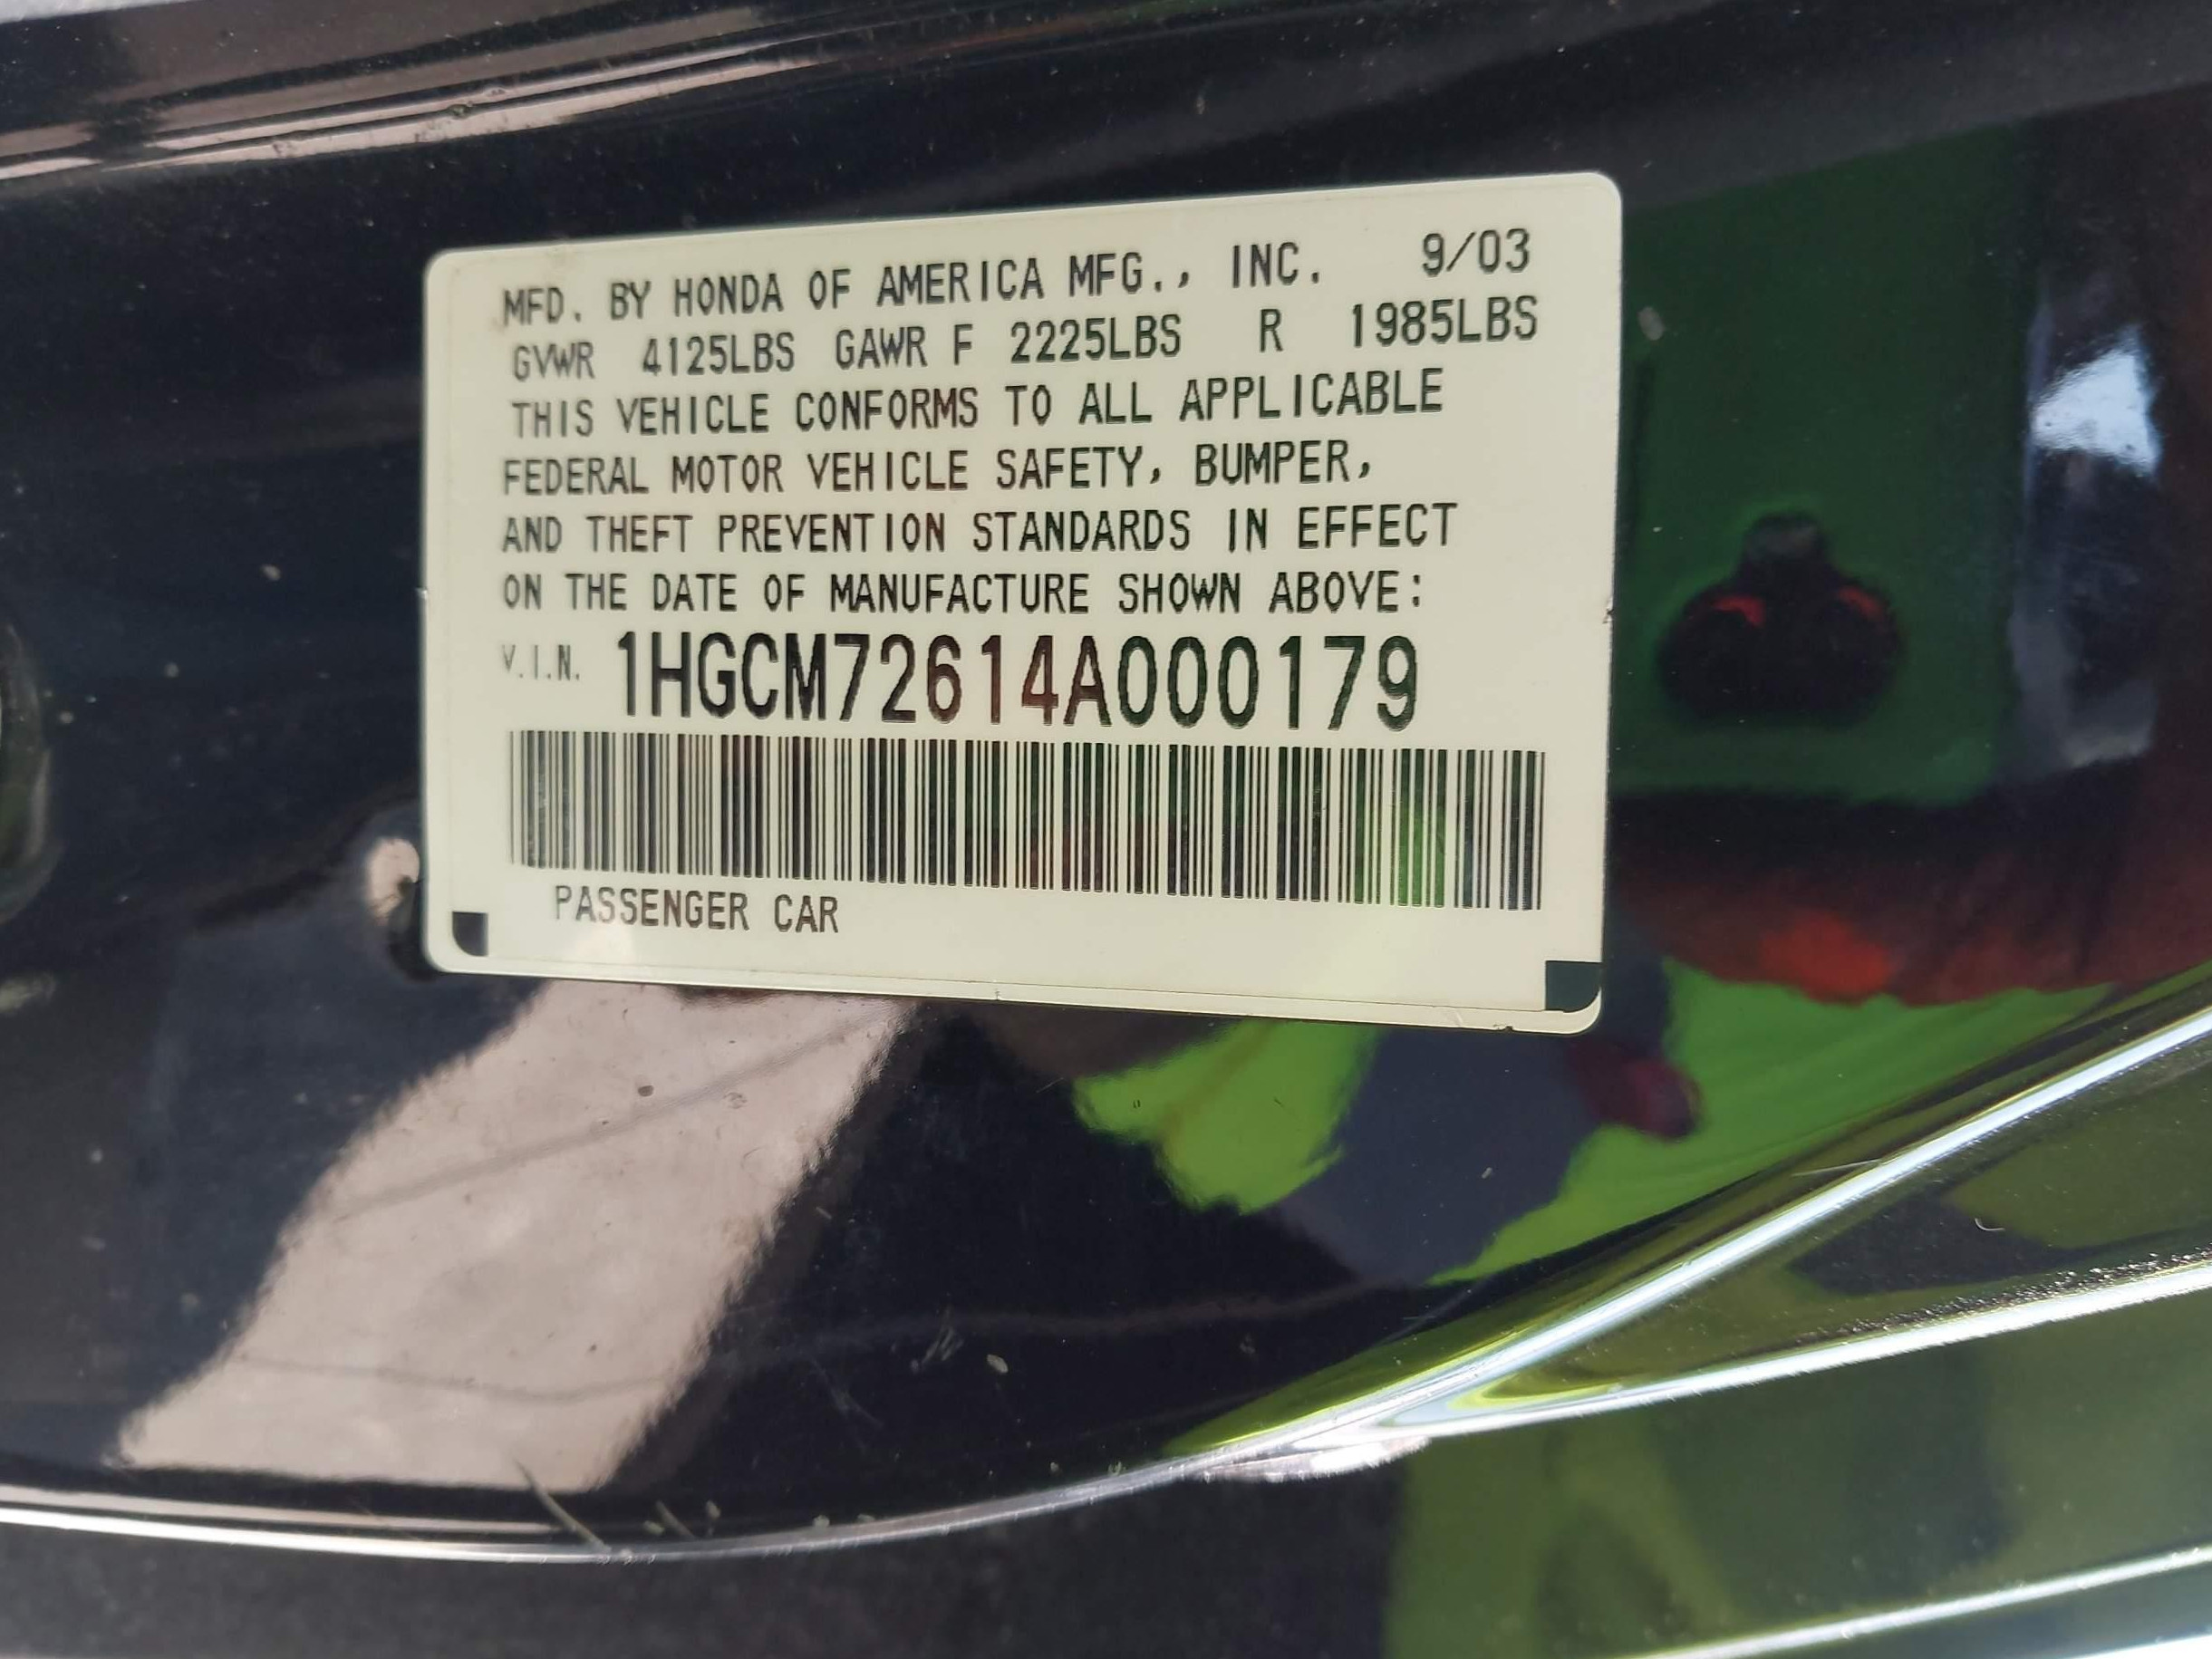 MFD. BY HONDA OF AMERICA MFG., INC. 9/03
GVWR 4125LBS GAWR F 2225LBS R 1985LBS
THIS VEHICLE CONFORMS TO ALL APPLICABLE
FEDERAL MOTOR VEHICLE SAFETY, BUMPER,
AND THEFT PREVENTION STANDARDS IN EFFECT
ON THE DATE OF MANUFACTURE SHOWN ABOVE:
V.I.N. 1HGCM72614A000179
PASSENGER CAR